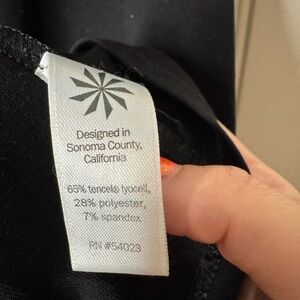 Designed in
Sonoma County,
California
65% tencel® lyocell,
28% polyester,
7% spandex
RN #54023